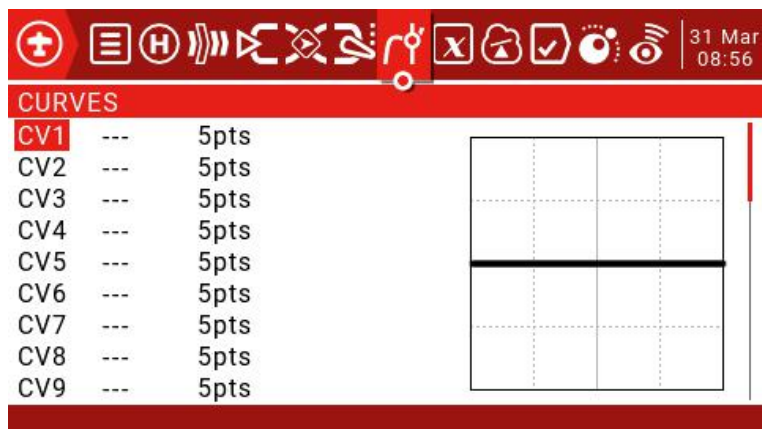 31 Mar
08:56
CURVES
CV1 --- 5pts
CV2 --- 5pts
CV3 --- 5pts
CV4 --- 5pts
CV5 --- 5pts
CV6 --- 5pts
CV7 --- 5pts
CV8 --- 5pts
CV9 --- 5pts